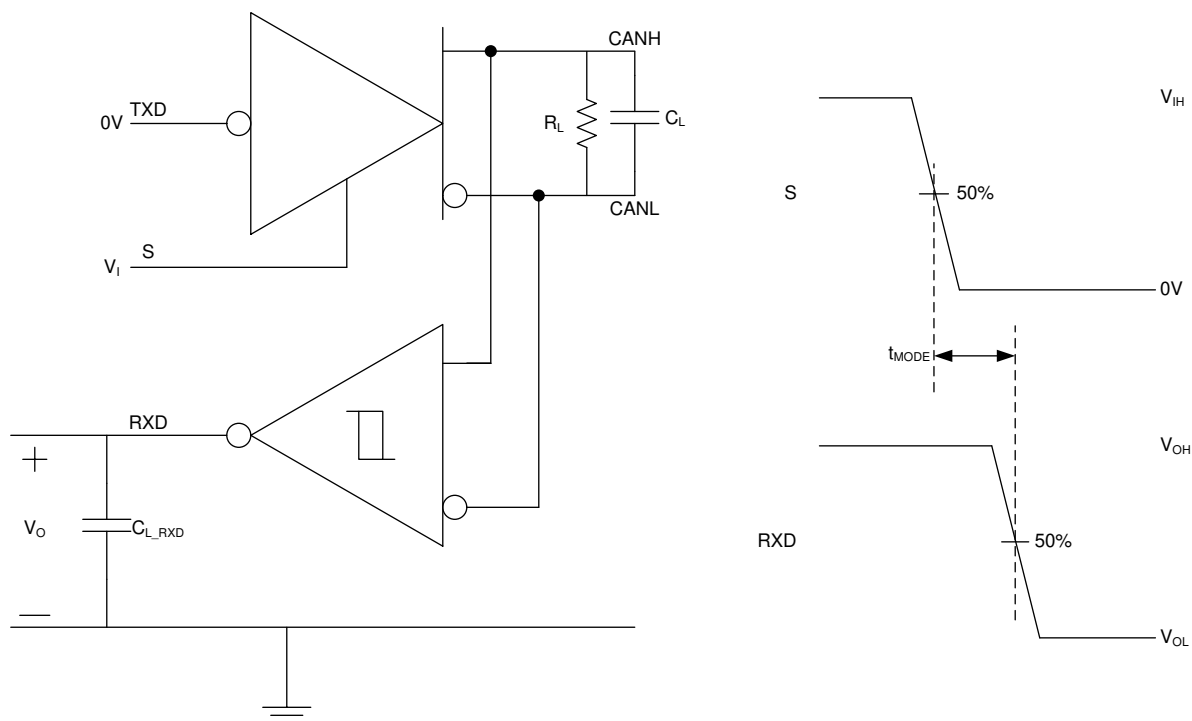 CANH
TXD
0V
R_L
C_L
CANL
S
V_I
RXD
+
V_O
C_L_RXD
—
V_IH
S
50%
0V
t_MODE
V_OH
RXD
50%
V_OL